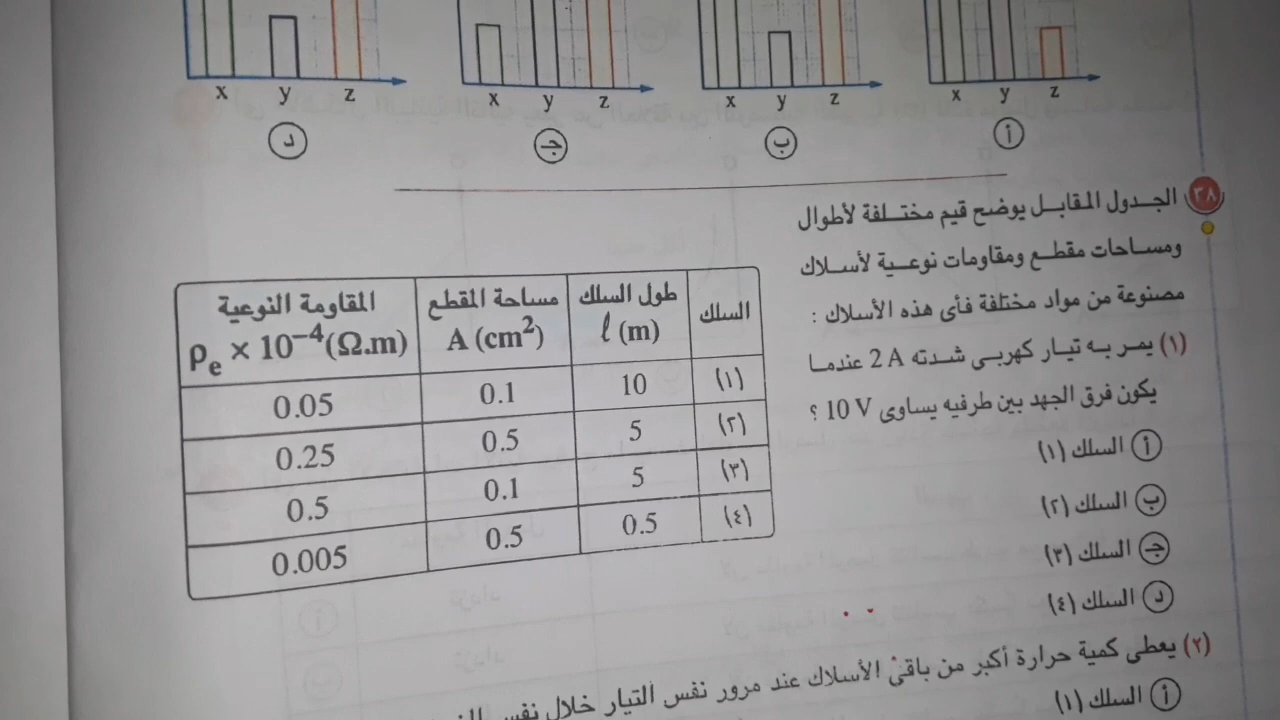 x y z
x y z
x y z
x y z
أ
ب
جـ
د
٣٨ الجدول المقابل يوضح قيم مختلفة لأطوال
ومساحات مقطع ومقاومات نوعية لأسلاك
مصنوعة من مواد مختلفة فأى هذه الأسلاك :
(١) يمر به تيار كهربى شدته 2 A عندما
يكون فرق الجهد بين طرفيه يساوى 10 V ؟
أ السلك (١)
ب السلك (٢)
جـ السلك (٣)
د السلك (٤)
السلك | طول السلك ℓ (m) | مساحة المقطع A (cm²) | المقاومة النوعية ρₑ × 10⁻⁴(Ω.m)
(١) | 10 | 0.1 | 0.05
(٢) | 5 | 0.5 | 0.25
(٣) | 5 | 0.1 | 0.5
(٤) | 0.5 | 0.5 | 0.005
(٢) يعطى كمية حرارة أكبر من باقى الأسلاك عند مرور نفس التيار خلال نفس
أ السلك (١)